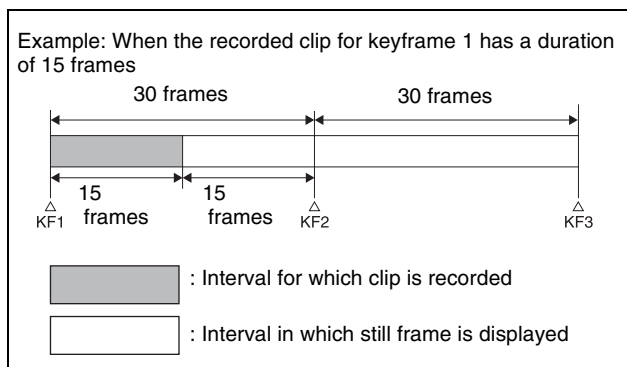 Example: When the recorded clip for keyframe 1 has a duration
of 15 frames
30 frames
30 frames
15
frames
15
frames
KF1
KF2
KF3
: Interval for which clip is recorded
: Interval in which still frame is displayed